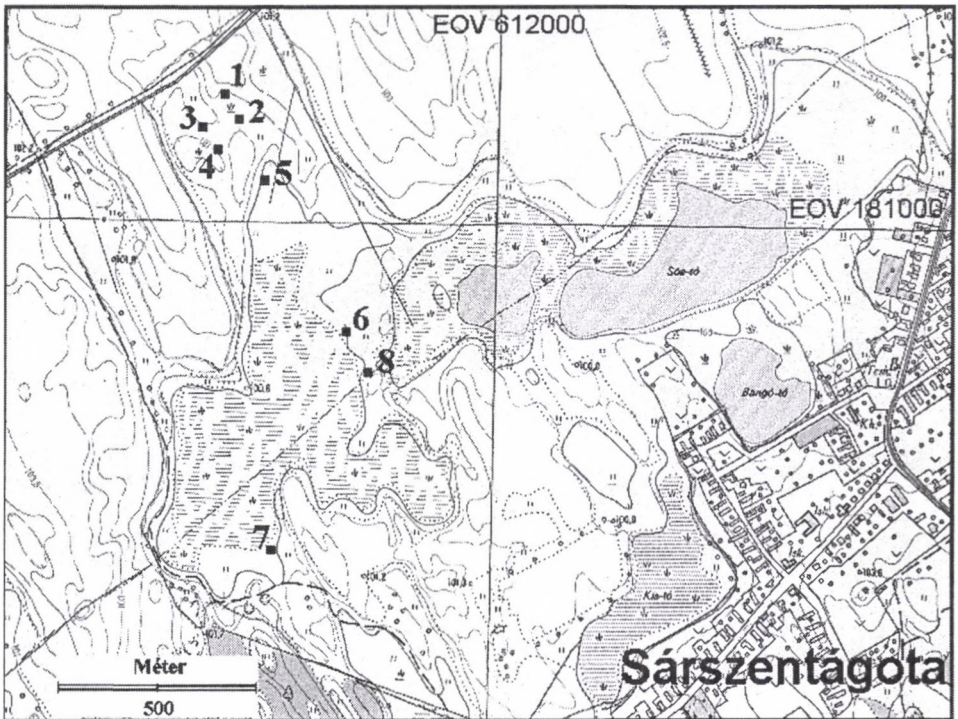 EOV 612000
1
2
3
4
5
EOV 181000
Sós-tó
6
8
Bangó-tó
7
Kis-tó
Sárszentágota
Méter
500